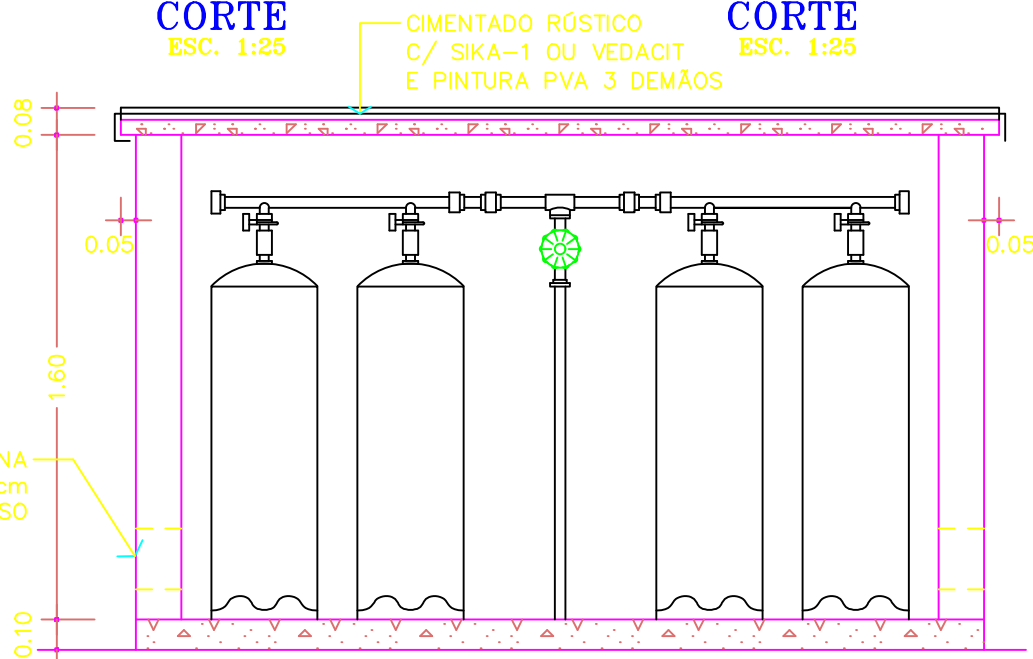 CORTE
ESC. 1:25
CIMENTADO RÚSTICO
C/ SIKA-1 OU VEDACIT
E PINTURA PVA 3 DEMÃOS
CORTE
ESC. 1:25
0.08
0.05
0.05
1.60
NA
cm
SO
0.10